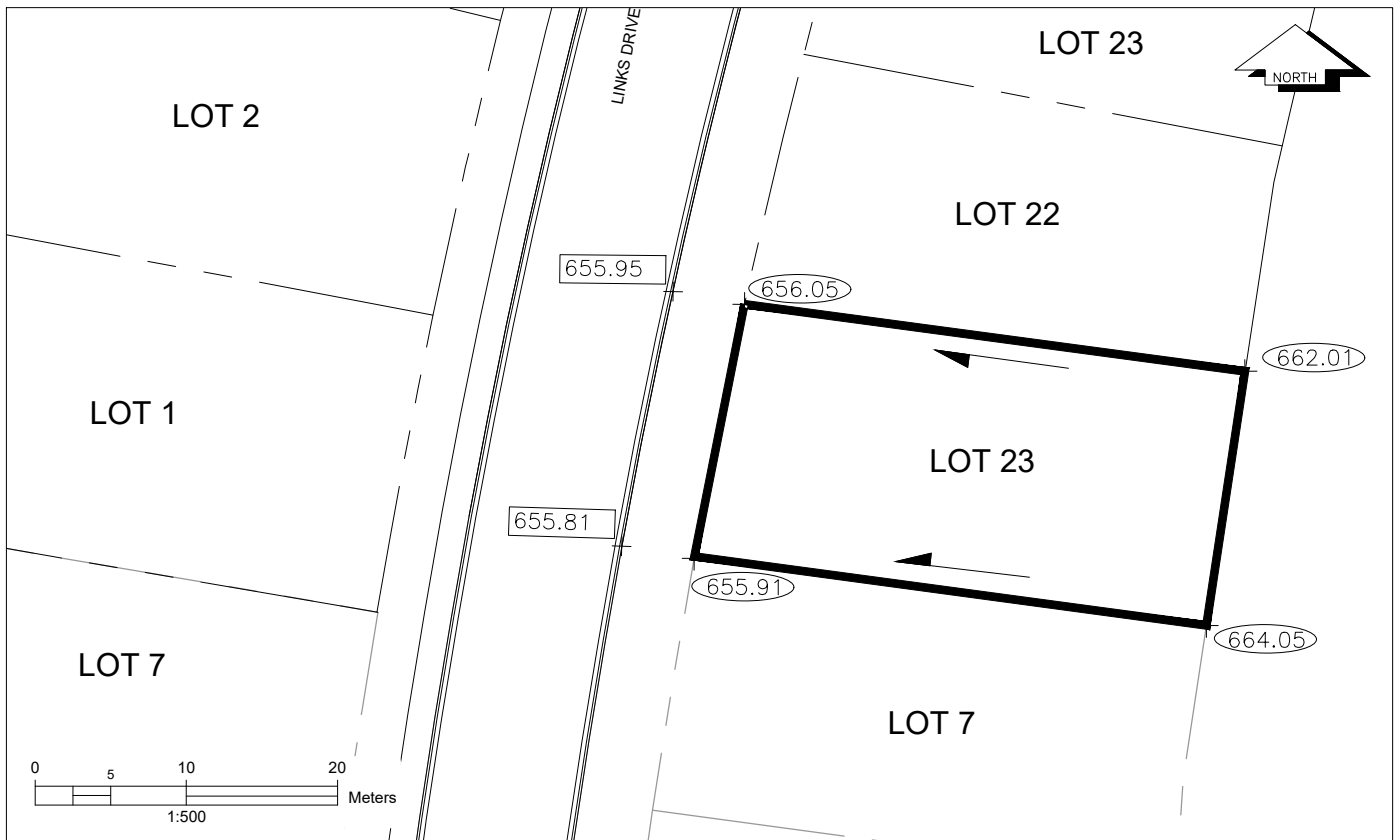 LINKS DRIVE
LOT 23
NORTH
LOT 2
LOT 22
655.95
656.05
662.01
LOT 1
LOT 23
655.81
655.91
664.05
LOT 7
LOT 7
0 5 10 20
Meters
1:500